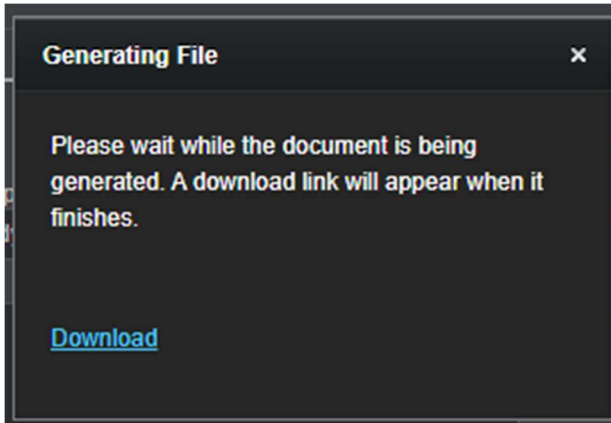 Generating File
Please wait while the document is being
generated. A download link will appear when it
finishes.
Download